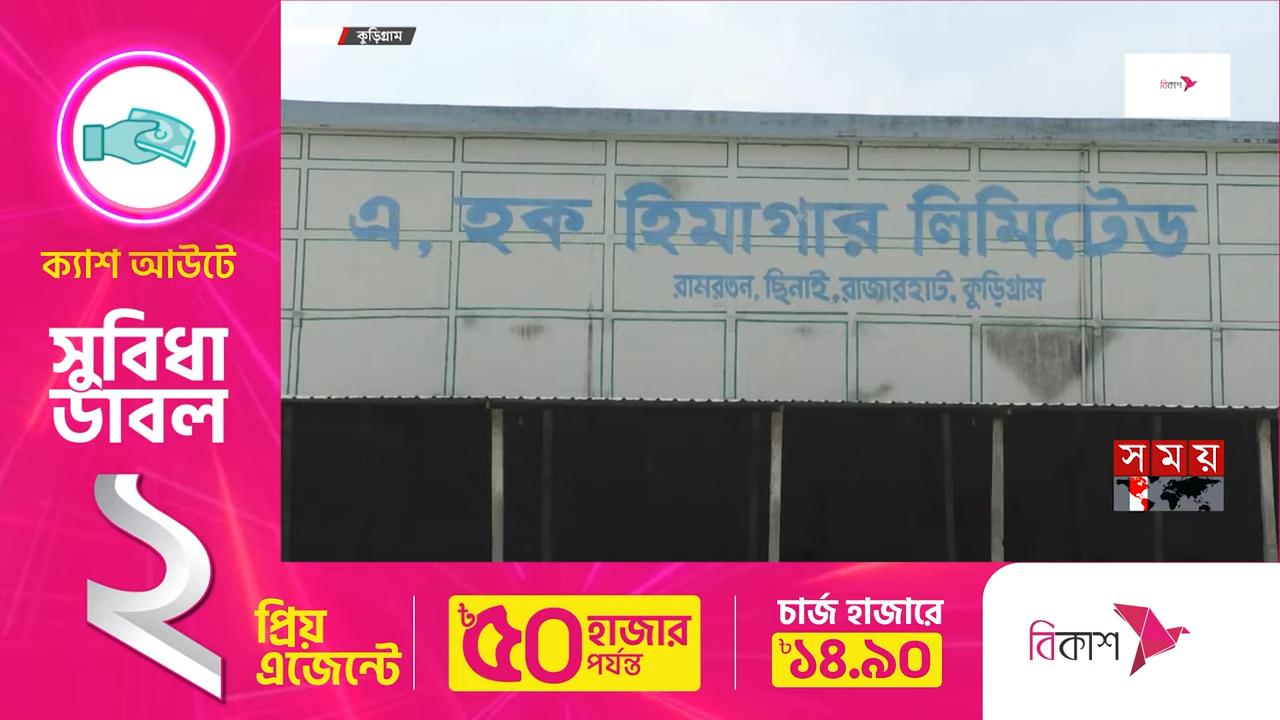 কুড়িগ্রাম
বিকাশ
এ, হক হিমাগার লিমিটেড
রামরতন, ছিনাই, রাজারহাট, কুড়িগ্রাম
সময়
ক্যাশ আউটে
সুবিধা
ডাবল
২
প্রিয়
এজেন্টে
৳৫০ হাজার
পর্যন্ত
চার্জ হাজারে
৳১৪.৯০
বিকাশ